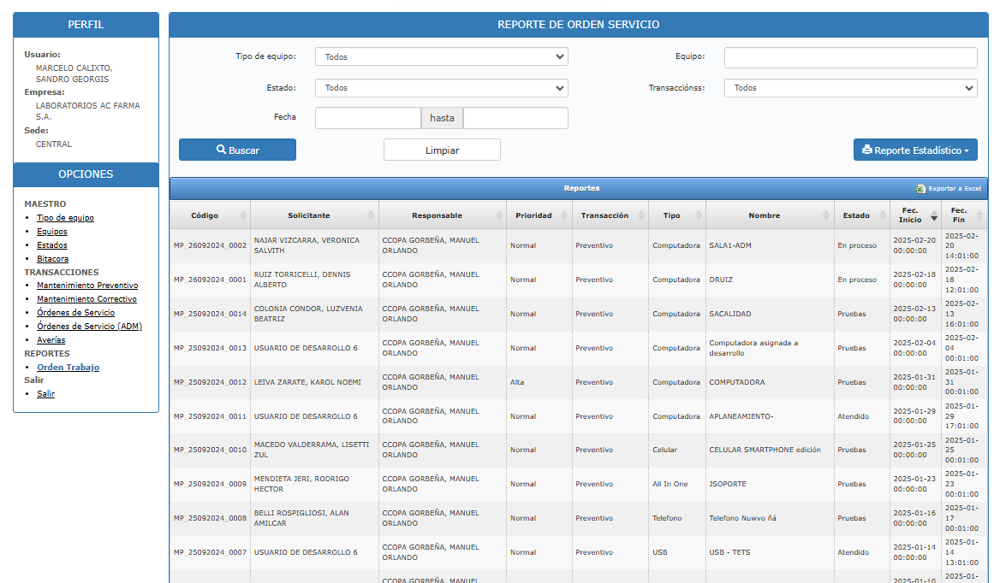 PERFIL
Usuario:
MARCELO CALIXTO,
SANDRO GEORGIS
Empresa:
LABORATORIOS AC FARMA
S.A.
Sede:
CENTRAL
OPCIONES
MAESTRO
Tipo de equipo
Equipos
Estados
Bitacora
TRANSACCIONES
Mantenimiento Preventivo
Mantenimiento Correctivo
Órdenes de Servicio
Órdenes de Servicio (ADM)
Averías
REPORTES
Orden Trabajo
Salir
Salir
REPORTE DE ORDEN SERVICIO
Tipo de equipo: Todos Equipo:
Estado: Todos Transacciónss: Todos
Fecha hasta
Buscar Limpiar Reporte Estadístico
Reportes Exportar a Excel
Código Solicitante Responsable Prioridad Transacción Tipo Nombre Estado Fec. Inicio Fec. Fin
MP_26092024_0002 NAJAR VIZCARRA, VERONICA SALVITH CCOPA GORBEÑA, MANUEL ORLANDO Normal Preventivo Computadora SALA1-ADM En proceso 2025-02-20 00:00:00 2025-02-20 14:01:00
MP_26092024_0001 RUIZ TORRICELLI, DENNIS ALBERTO CCOPA GORBEÑA, MANUEL ORLANDO Normal Preventivo Computadora DRUIZ En proceso 2025-02-18 00:00:00 2025-02-18 12:01:00
MP_25092024_0014 COLONIA CONDOR, LUZVENIA BEATRIZ CCOPA GORBEÑA, MANUEL ORLANDO Normal Preventivo Computadora SACALIDAD Pruebas 2025-02-13 00:00:00 2025-02-13 16:01:00
MP_25092024_0013 USUARIO DE DESARROLLO 6 CCOPA GORBEÑA, MANUEL ORLANDO Normal Preventivo Computadora Computadora asignada a desarrollo Pruebas 2025-02-04 00:00:00 2025-02-04 00:01:00
MP_25092024_0012 LEIVA ZARATE, KAROL NOEMI CCOPA GORBEÑA, MANUEL ORLANDO Alta Preventivo Computadora COMPUTADORA Pruebas 2025-01-31 00:00:00 2025-01-31 00:01:00
MP_25092024_0011 USUARIO DE DESARROLLO 6 CCOPA GORBEÑA, MANUEL ORLANDO Normal Preventivo Computadora APLANEAMIENTO- Atendido 2025-01-29 00:00:00 2025-01-29 17:01:00
MP_25092024_0010 MACEDO VALDERRAMA, LISETTI ZUL CCOPA GORBEÑA, MANUEL ORLANDO Normal Preventivo Celular CELULAR SMARTPHONE edición Pruebas 2025-01-25 00:00:00 2025-01-25 00:01:00
MP_25092024_0009 MENDIETA JERI, RODRIGO HECTOR CCOPA GORBEÑA, MANUEL ORLANDO Normal Preventivo All In One JSOPORTE Pruebas 2025-01-23 00:00:00 2025-01-23 00:01:00
MP_25092024_0008 BELLI ROSPIGLIOSI, ALAN AMILCAR CCOPA GORBEÑA, MANUEL ORLANDO Normal Preventivo Telefono Telefono Nuwvo ñá Pruebas 2025-01-16 00:00:00 2025-01-17 00:01:00
MP_25092024_0007 USUARIO DE DESARROLLO 6 CCOPA GORBEÑA, MANUEL ORLANDO Normal Preventivo USB USB - TETS Atendido 2025-01-14 00:00:00 2025-01-14 13:01:00
CCOPA GORBEÑA, MANUEL 2025-01-10 2025-01-